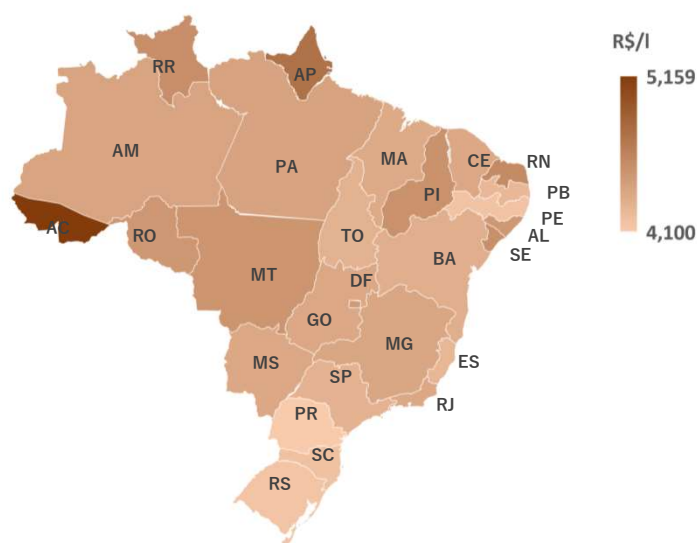 R$/l
5,159
4,100
RR
AP
AM
PA
MA
CE
RN
PB
PI
PE
AL
SE
AC
RO
TO
BA
MT
DF
GO
MG
ES
MS
SP
RJ
PR
SC
RS